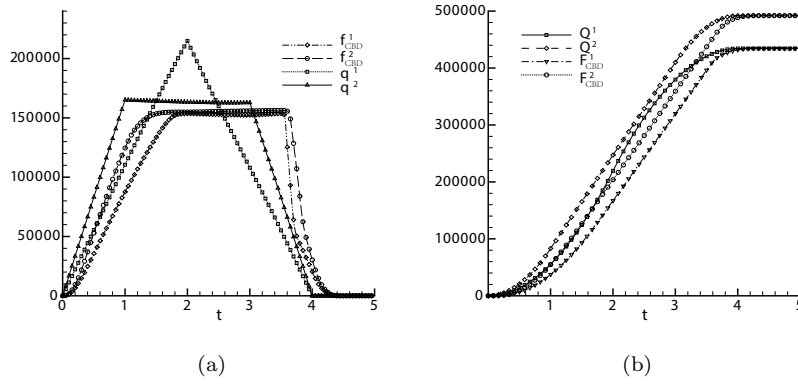 (a)
200000
150000
100000
50000
0
0 1 2 3 4 5
t
f¹CBD
f²CBD
q¹
q²
(a)
(b)
500000
400000
300000
200000
100000
0
1 2 3 4 5
t
Q¹
Q²
F¹CBD
F²CBD
(b)